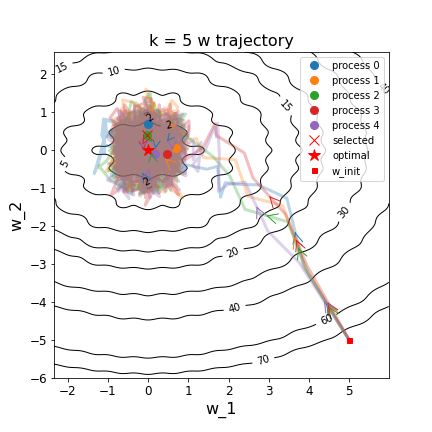 k = 5 w trajectory
process 0
process 1
process 2
process 3
process 4
selected
optimal
w_init
15
10
15
5
30
2
2
2
20
40
60
70
2
1
0
−1
−2
−3
−4
−5
−6
w_2
−2 −1 0 1 2 3 4 5
w_1